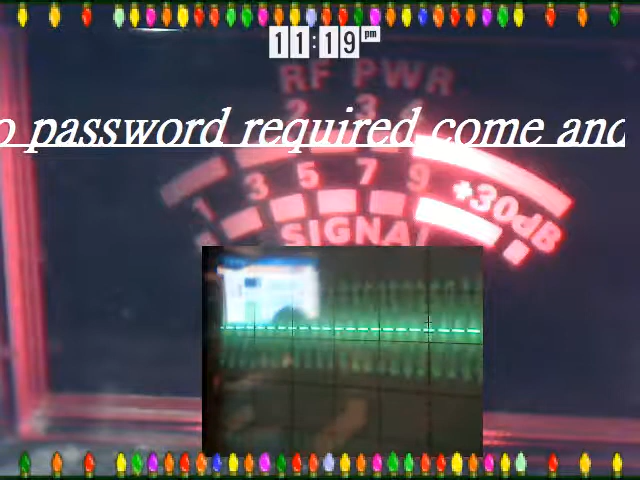 11:19 pm
RF PWR
o password required come and
1 3 5 7 9 +30dB
SIGNAL